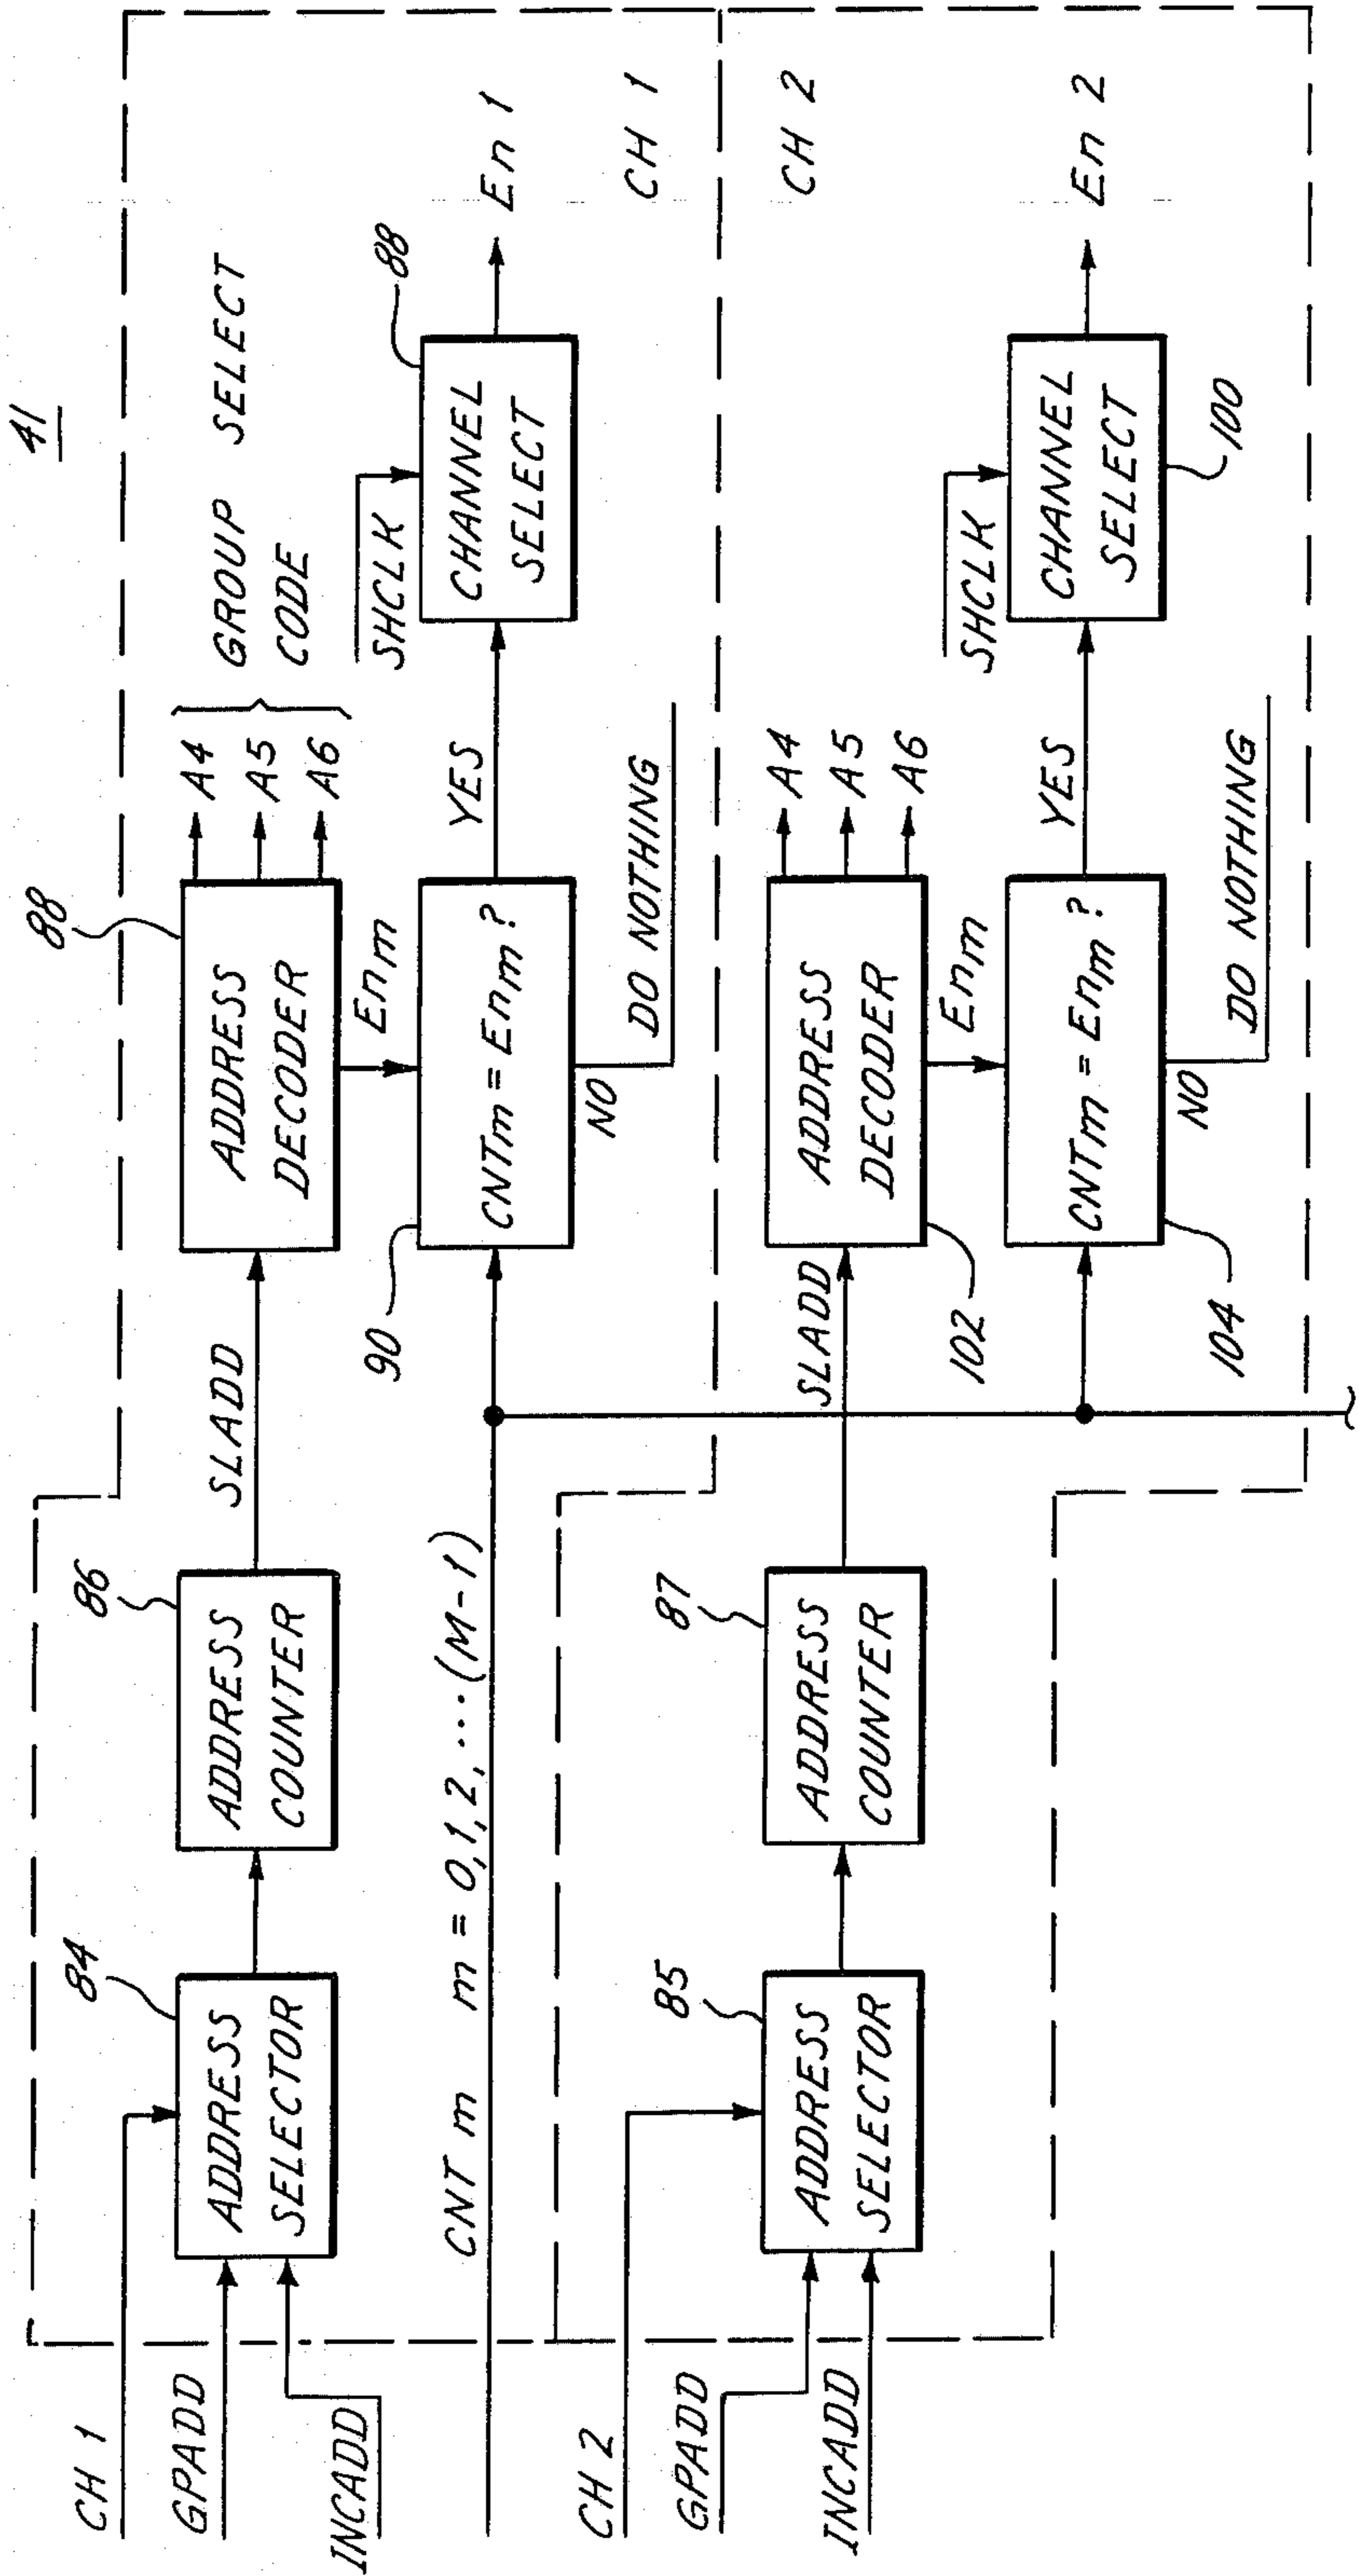 41
CH 1
GPADD
INCADD
84
ADDRESS
SELECTOR
86
ADDRESS
COUNTER
SLADD
88
ADDRESS
DECODER
A4
A5
A6
GROUP SELECT
CODE
Enm
CNT m m = 0, 1, 2, ... (M-1)
90
CNTm = Enm ?
YES
NO
DO NOTHING
SHCLK
88
CHANNEL
SELECT
En 1
CH 1
CH 2
GPADD
INCADD
85
ADDRESS
SELECTOR
87
ADDRESS
COUNTER
SLADD
102
ADDRESS
DECODER
A4
A5
A6
Enm
104
CNTm = Enm ?
YES
NO
DO NOTHING
SHCLK
CHANNEL
SELECT
100
En 2
CH 2